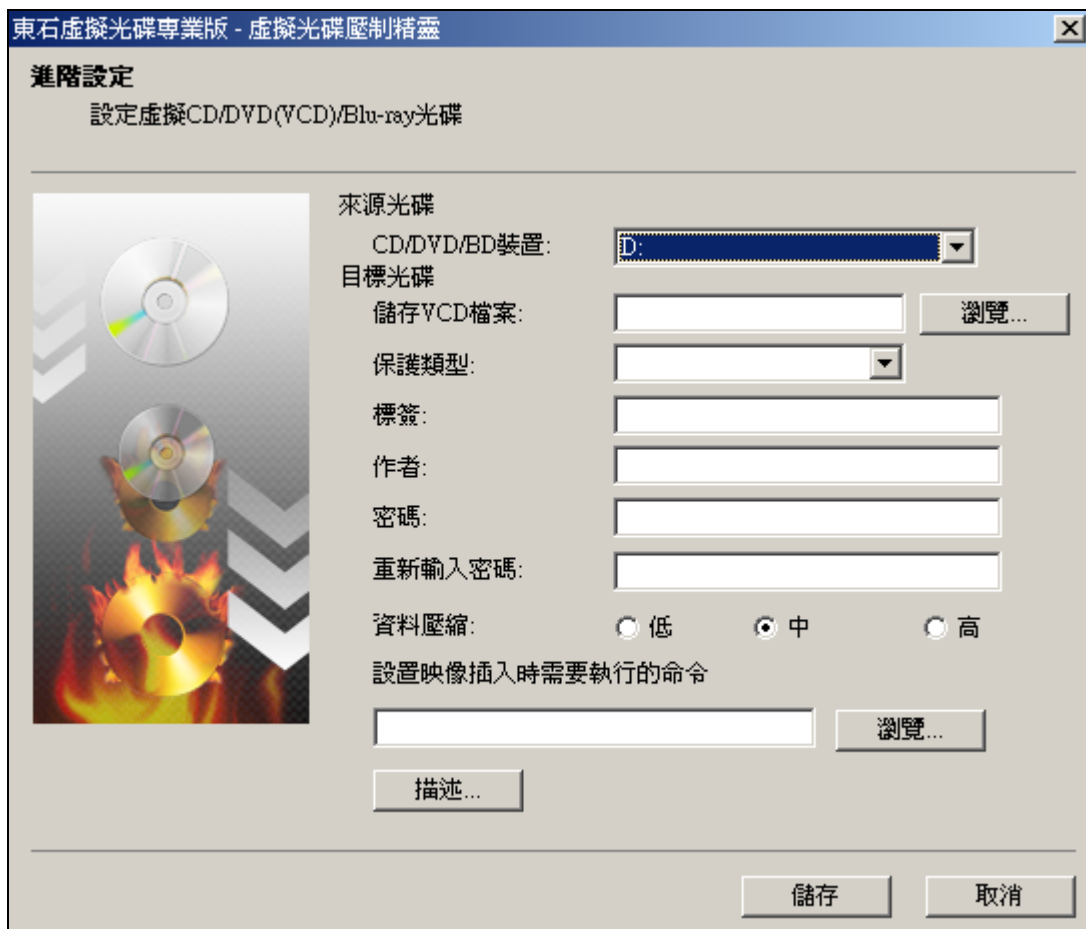 東石虛擬光碟專業版 - 虛擬光碟壓制精靈
進階設定
設定虛擬CD/DVD(VCD)/Blu-ray光碟
來源光碟
CD/DVD/BD裝置: D:
目標光碟
儲存VCD檔案: 瀏覽...
保護類型:
標簽:
作者:
密碼:
重新輸入密碼:
資料壓縮: 低 中 高
設置映像插入時需要執行的命令
瀏覽...
描述...
儲存 取消